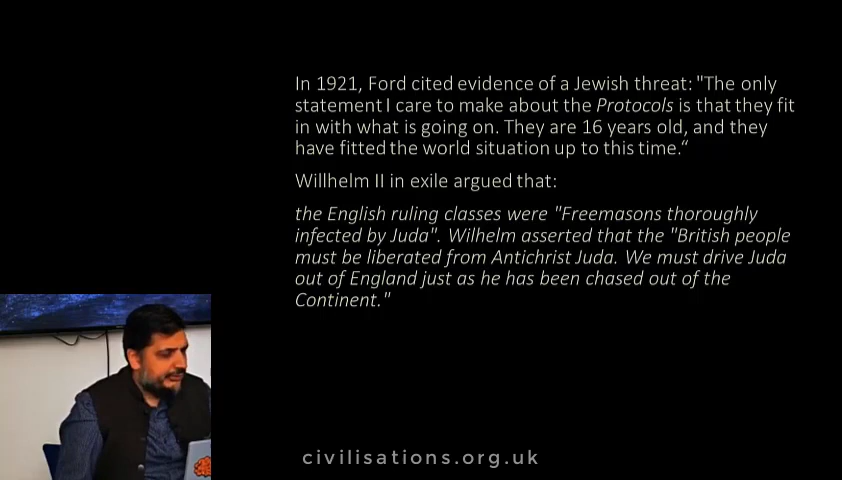 In 1921, Ford cited evidence of a Jewish threat: "The only
statement I care to make about the Protocols is that they fit
in with what is going on. They are 16 years old, and they
have fitted the world situation up to this time.“
Willhelm II in exile argued that:
the English ruling classes were "Freemasons thoroughly
infected by Juda". Wilhelm asserted that the "British people
must be liberated from Antichrist Juda. We must drive Juda
out of England just as he has been chased out of the
Continent."
civilisations.org.uk